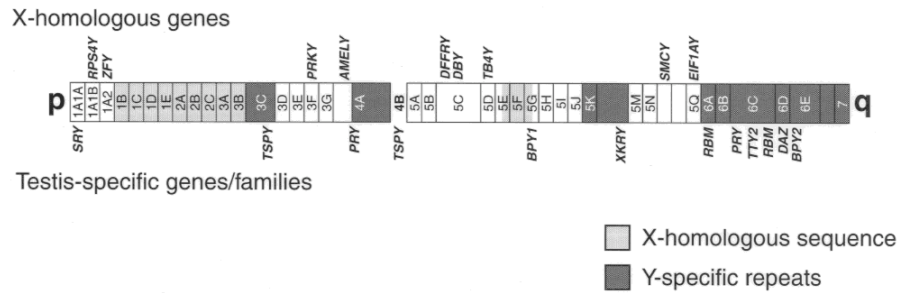 X-homologous genes
RPS4Y ZFY PRKY AMELY DFFRY DBY TB4Y SMCY EIF1AY
p 1A1A 1A1B 1A2 1B 1C 1D 1E 2A 2B 2C 3A 3B 3C 3D 3E 3F 3G 4A 4B 5A 5B 5C 5D 5E 5F 5G 5H 5I 5J 5K 5M 5N 5Q 6A 6B 6C 6D 6E 7 q
SRY TSPY PRY TSPY BPY1 XKRY RBM PRY TTY2 RBM DAZ BPY2
Testis-specific genes/families
X-homologous sequence
Y-specific repeats